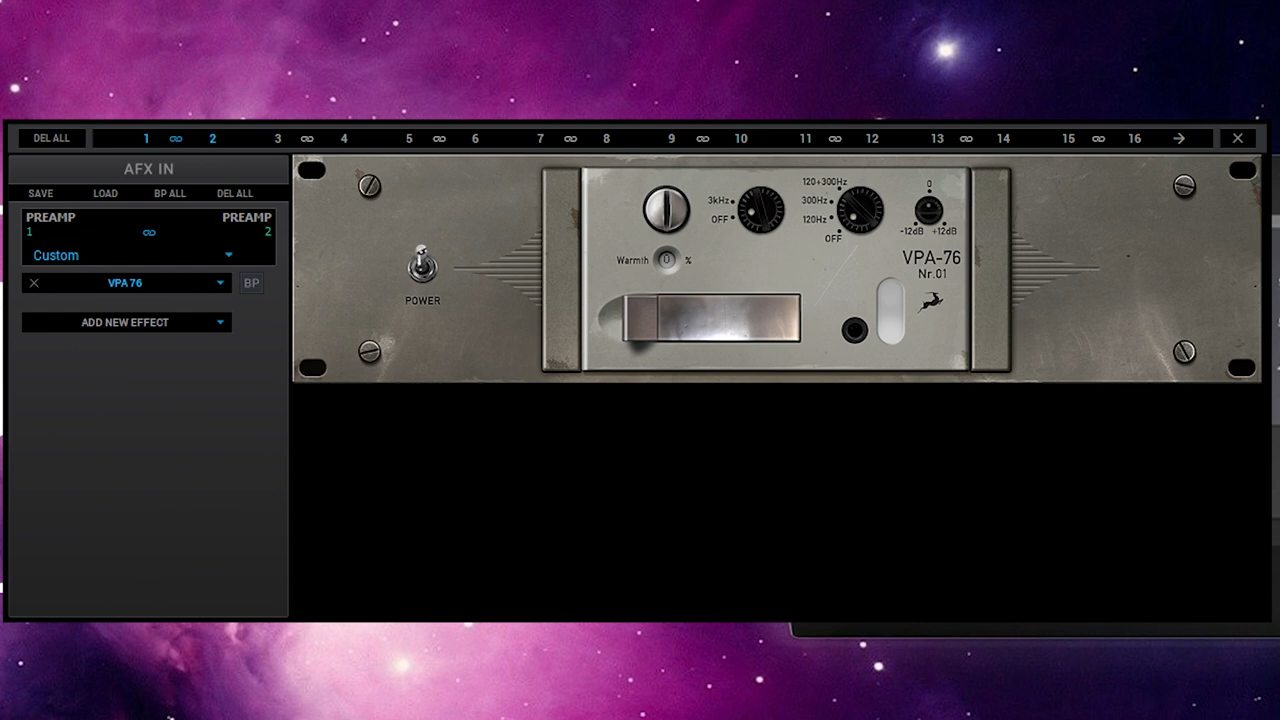 DEL ALL 1 2 3 4 5 6 7 8 9 10 11 12 13 14 15 16
AFX IN
SAVE LOAD BP ALL DEL ALL
PREAMP PREAMP
1 2
Custom
VPA76 BP
ADD NEW EFFECT
POWER
3kHz
OFF
120+300Hz
300Hz
120Hz
OFF
0
-12dB +12dB
Warmth 0 %
VPA-76
Nr.01